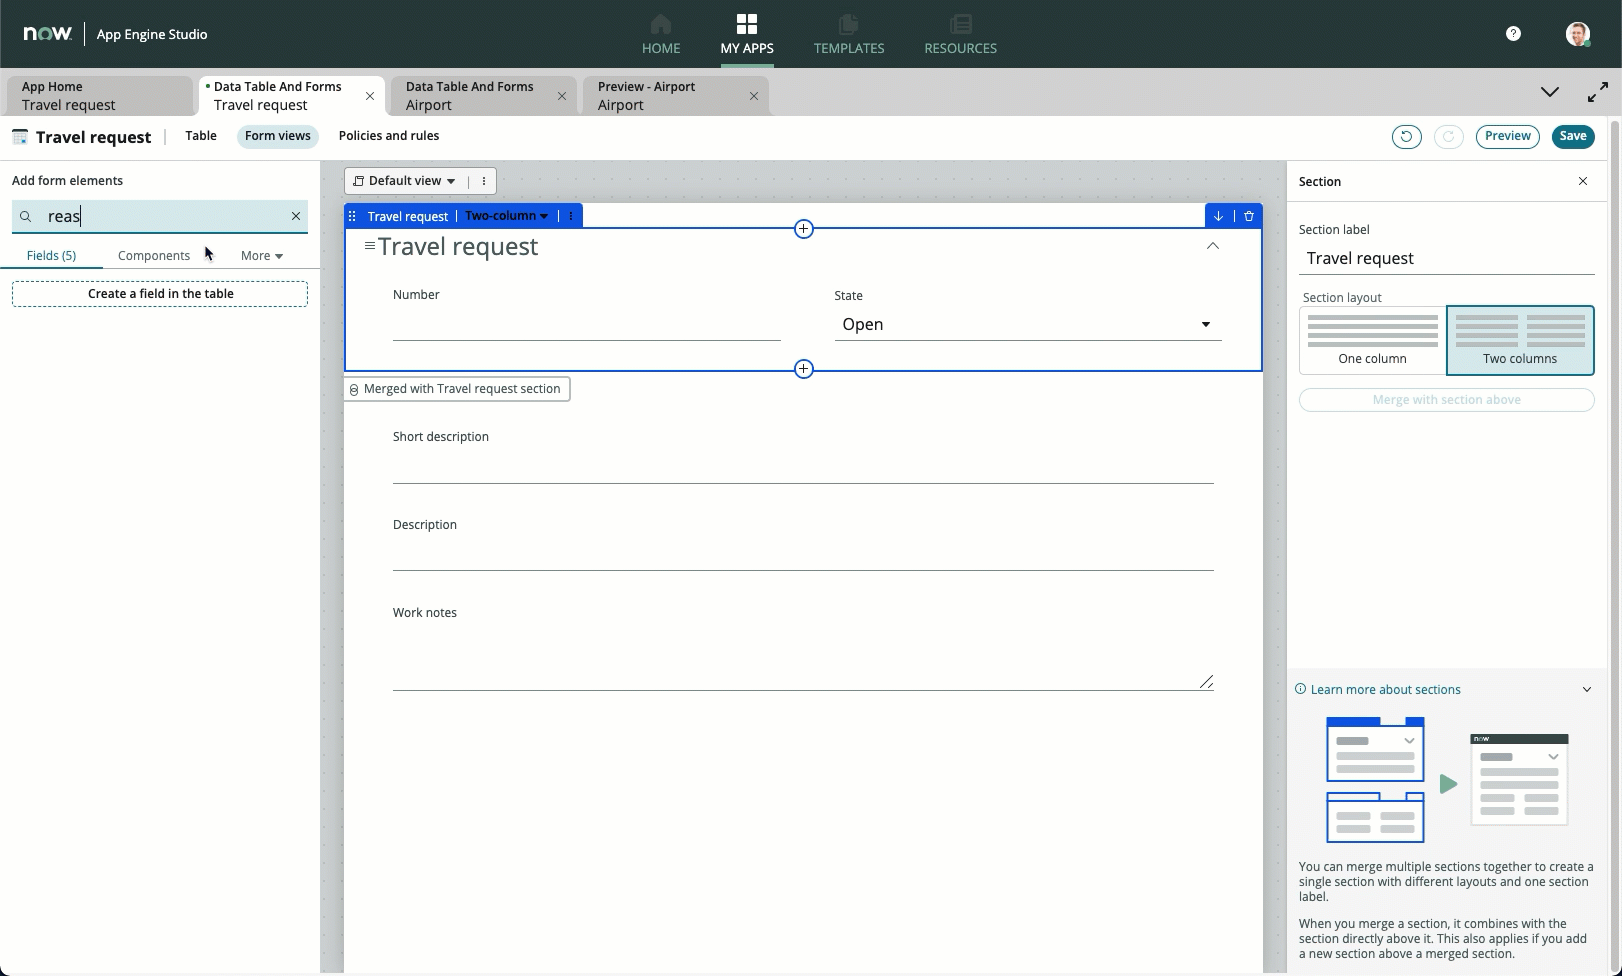 now
App Engine Studio
HOME
MY APPS
TEMPLATES
RESOURCES
?
App Home
Travel request
Data Table And Forms
Travel request
Data Table And Forms
Airport
Preview - Airport
Airport
Travel request
Table
Form views
Policies and rules
Preview
Save
Add form elements
reas
Fields (5)
Components
More
Create a field in the table
Default view
Travel request
Two-column
Travel request
Number
State
Open
Merged with Travel request section
Short description
Description
Work notes
Section
Section label
Travel request
Section layout
One column
Two columns
Merge with section above
Learn more about sections
now
You can merge multiple sections together to create a
single section with different layouts and one section
label.
When you merge a section, it combines with the
section directly above it. This also applies if you add
a new section above a merged section.